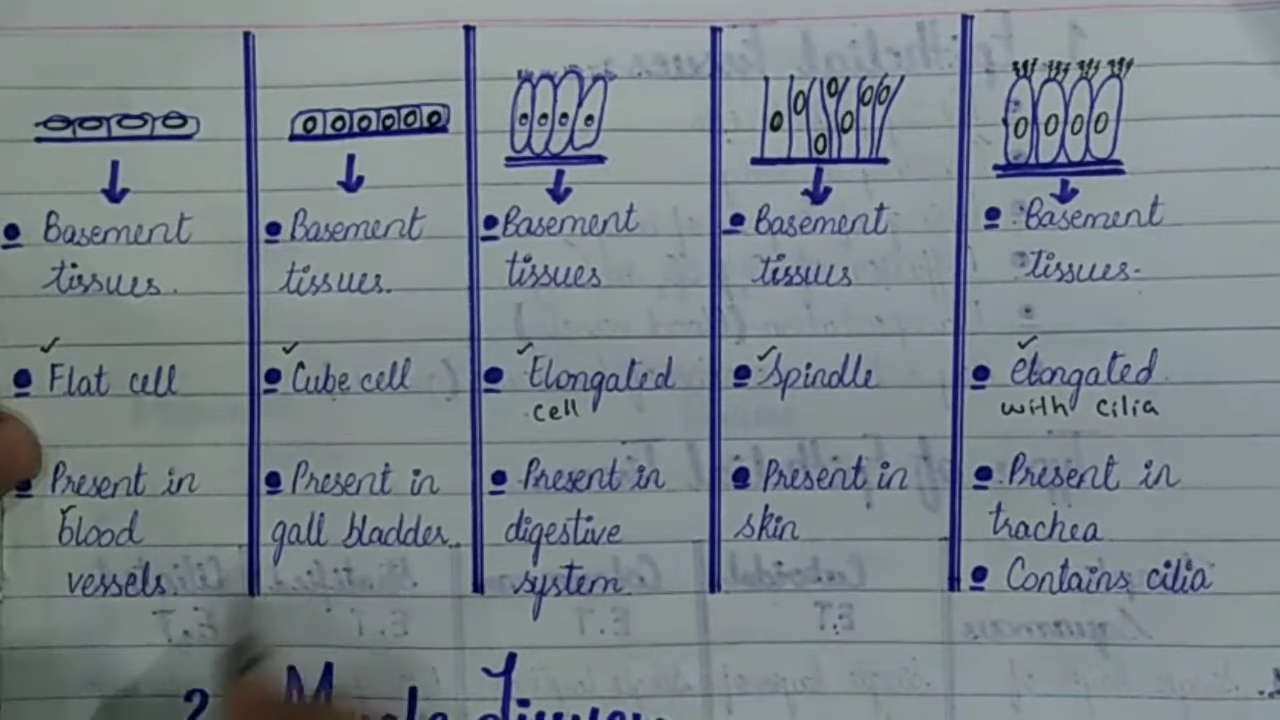 Basement
tissues.
Flat cell
Present in
blood
vessels.
Basement
tissues.
Cube cell
Present in
gall bladder.
Basement
tissues
Elongated
cell
Present in
digestive
system
Basement
tissues
Spindle
Present in
skin
Basement
tissues.
elongated
with cilia
Present in
trachea
Contains cilia
2.